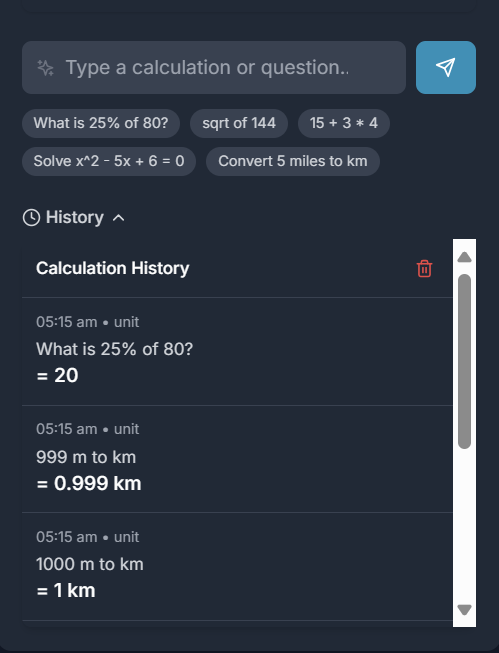 Type a calculation or question..
What is 25% of 80?
sqrt of 144
15 + 3 * 4
Solve x^2 - 5x + 6 = 0
Convert 5 miles to km
History
Calculation History
05:15 am • unit
What is 25% of 80?
= 20
05:15 am • unit
999 m to km
= 0.999 km
05:15 am • unit
1000 m to km
= 1 km